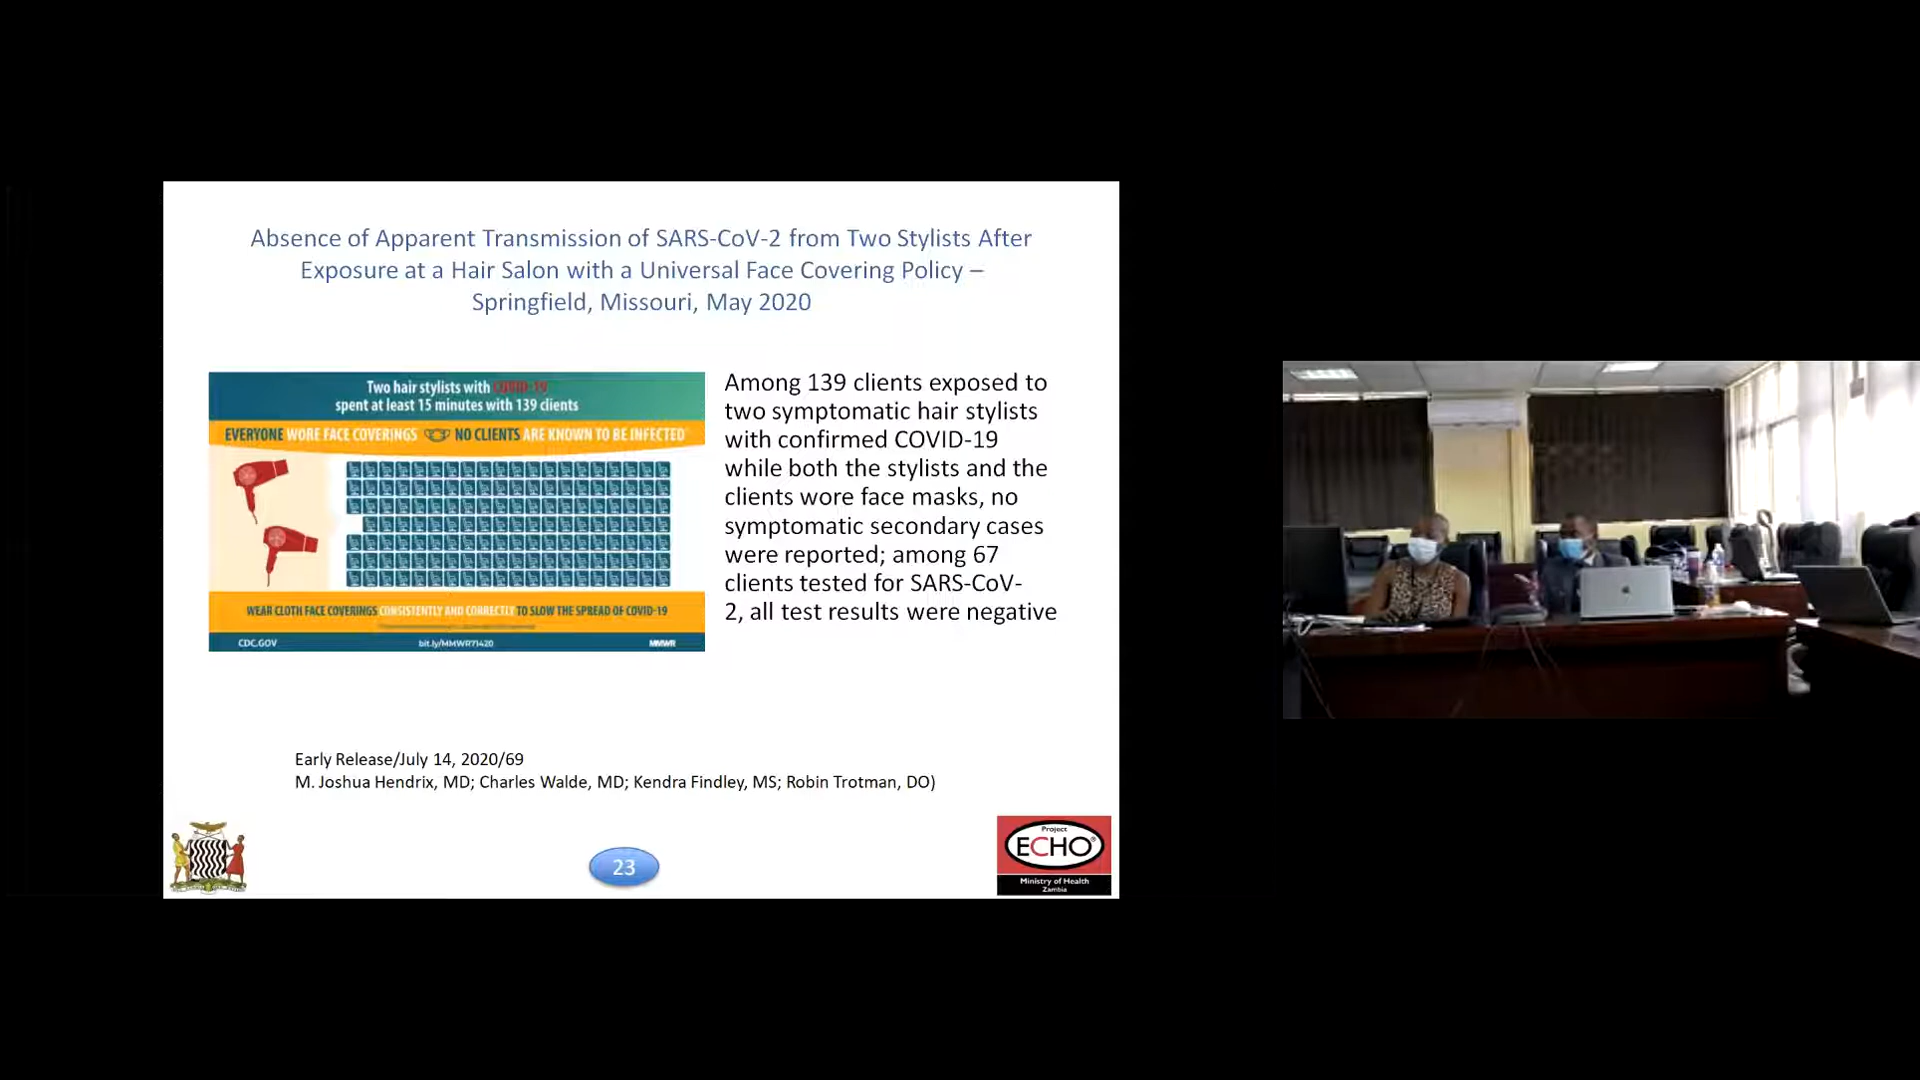 Absence of Apparent Transmission of SARS-CoV-2 from Two Stylists After
Exposure at a Hair Salon with a Universal Face Covering Policy –
Springfield, Missouri, May 2020
Two hair stylists with COVID-19
spent at least 15 minutes with 139 clients
EVERYONE WORE FACE COVERINGS NO CLIENTS ARE KNOWN TO BE INFECTED
WEAR CLOTH FACE COVERINGS CONSISTENTLY AND CORRECTLY TO SLOW THE SPREAD OF COVID-19
CDC.GOV bit.ly/MMWR71420 MMWR
Among 139 clients exposed to
two symptomatic hair stylists
with confirmed COVID-19
while both the stylists and the
clients wore face masks, no
symptomatic secondary cases
were reported; among 67
clients tested for SARS-CoV-
2, all test results were negative
Early Release/July 14, 2020/69
M. Joshua Hendrix, MD; Charles Walde, MD; Kendra Findley, MS; Robin Trotman, DO)
23
Project
ECHO®
Ministry of Health
Zambia